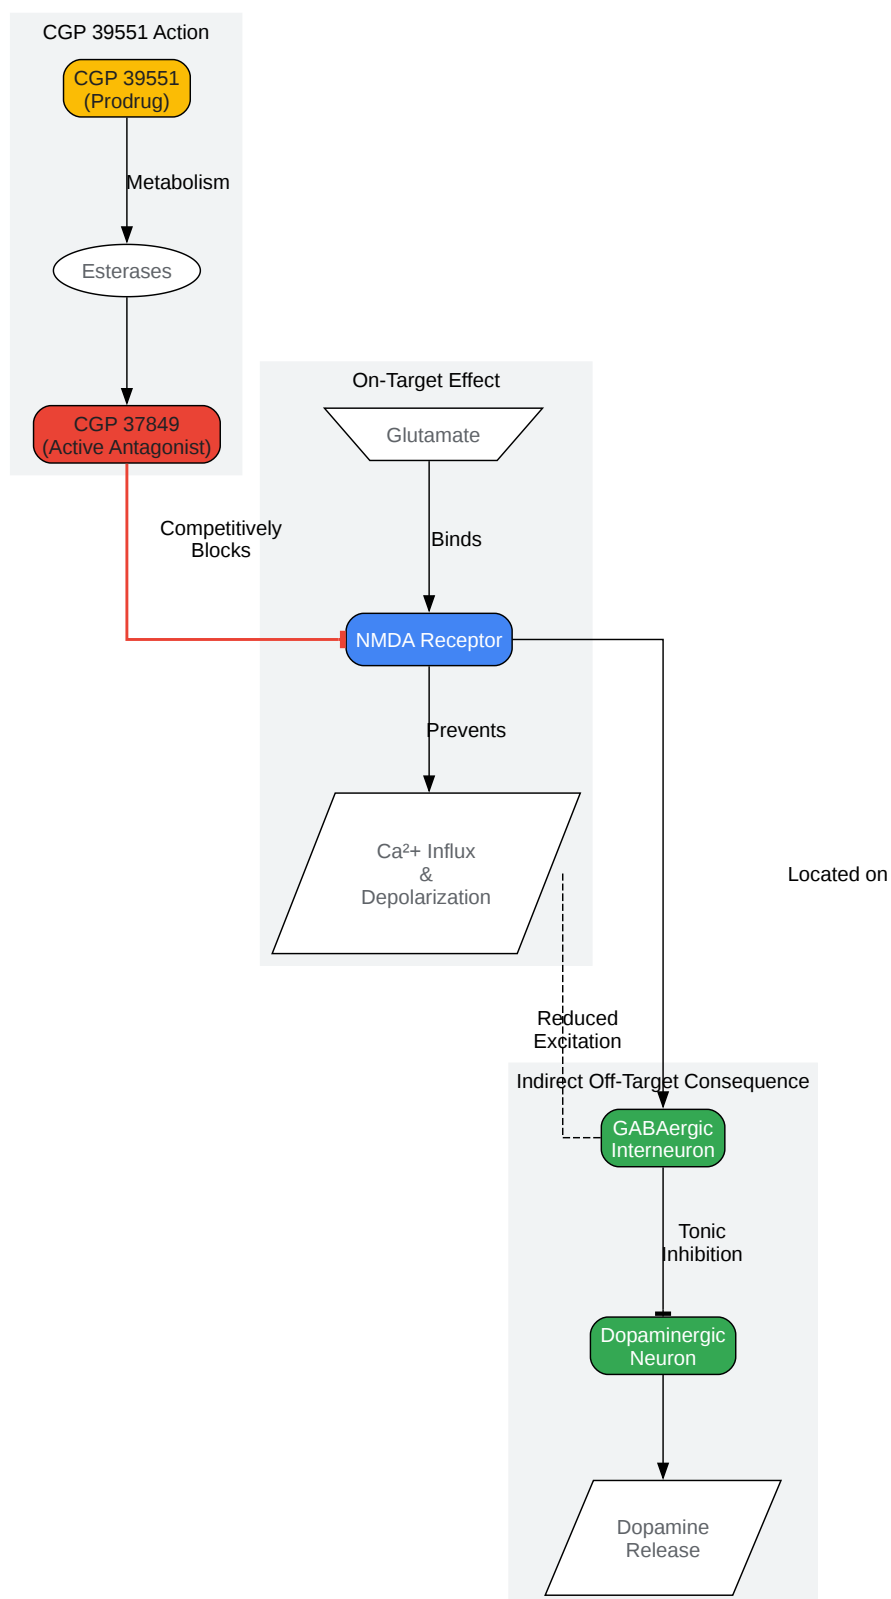 CGP 39551 Action
CGP 39551
(Prodrug)
Metabolism
Esterases
CGP 37849
(Active Antagonist)
Competitively
Blocks
On-Target Effect
Glutamate
Binds
NMDA Receptor
Prevents
Ca²+ Influx
&
Depolarization
Located on
Reduced
Excitation
Indirect Off-Target Consequence
GABAergic
Interneuron
Tonic
Inhibition
Dopaminergic
Neuron
Dopamine
Release